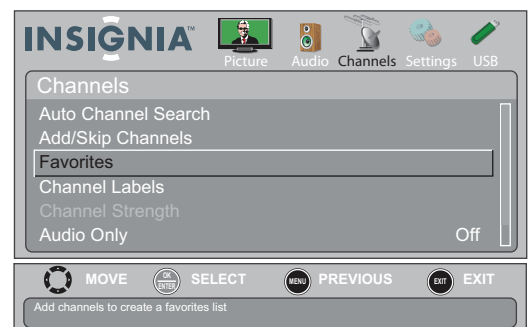 INSIGNIA™
Picture Audio Channels Settings USB
Channels
Auto Channel Search
Add/Skip Channels
Favorites
Channel Labels
Channel Strength
Audio Only Off
MOVE OK ENTER SELECT MENU PREVIOUS EXIT EXIT
Add channels to create a favorites list